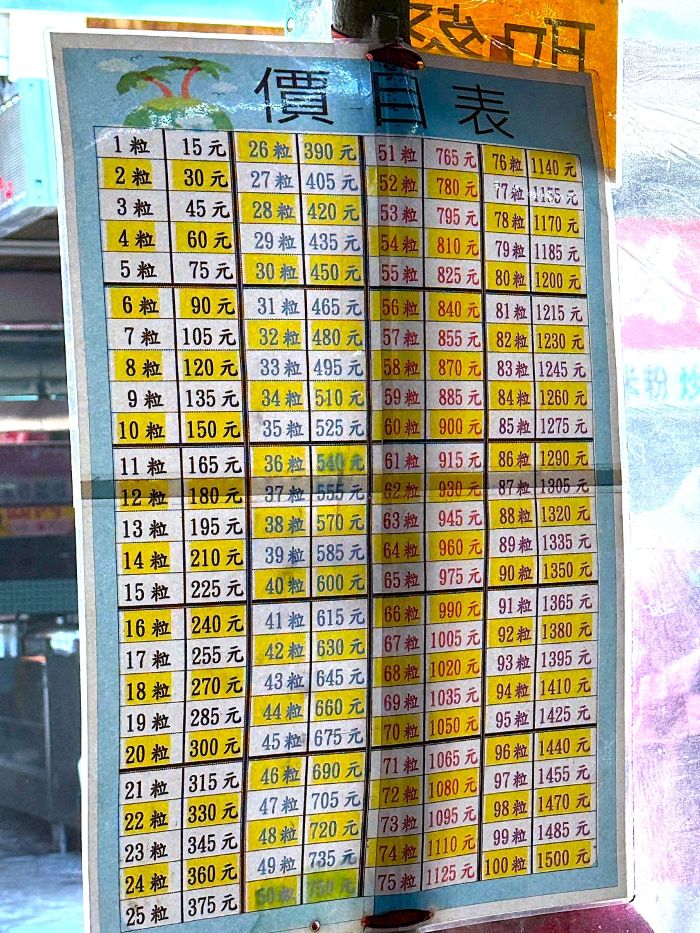 價目表
1粒 15元
2粒 30元
3粒 45元
4粒 60元
5粒 75元
6粒 90元
7粒 105元
8粒 120元
9粒 135元
10粒 150元
11粒 165元
12粒 180元
13粒 195元
14粒 210元
15粒 225元
16粒 240元
17粒 255元
18粒 270元
19粒 285元
20粒 300元
21粒 315元
22粒 330元
23粒 345元
24粒 360元
25粒 375元
26粒 390元
27粒 405元
28粒 420元
29粒 435元
30粒 450元
31粒 465元
32粒 480元
33粒 495元
34粒 510元
35粒 525元
36粒 540元
37粒 555元
38粒 570元
39粒 585元
40粒 600元
41粒 615元
42粒 630元
43粒 645元
44粒 660元
45粒 675元
46粒 690元
47粒 705元
48粒 720元
49粒 735元
50粒 750元
51粒 765元
52粒 780元
53粒 795元
54粒 810元
55粒 825元
56粒 840元
57粒 855元
58粒 870元
59粒 885元
60粒 900元
61粒 915元
62粒 930元
63粒 945元
64粒 960元
65粒 975元
66粒 990元
67粒 1005元
68粒 1020元
69粒 1035元
70粒 1050元
71粒 1065元
72粒 1080元
73粒 1095元
74粒 1110元
75粒 1125元
76粒 1140元
77粒 1155元
78粒 1170元
79粒 1185元
80粒 1200元
81粒 1215元
82粒 1230元
83粒 1245元
84粒 1260元
85粒 1275元
86粒 1290元
87粒 1305元
88粒 1320元
89粒 1335元
90粒 1350元
91粒 1365元
92粒 1380元
93粒 1395元
94粒 1410元
95粒 1425元
96粒 1440元
97粒 1455元
98粒 1470元
99粒 1485元
100粒 1500元
米粉